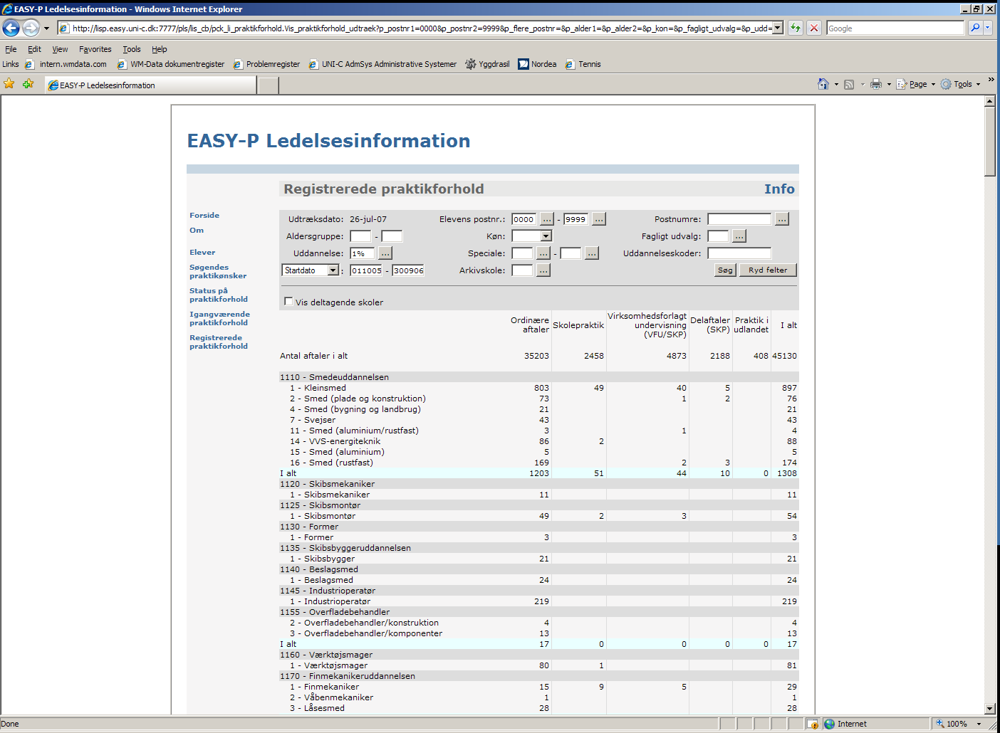 EASY-P Ledelsesinformation - Windows Internet Explorer
http://lisp.easy.uni-c.dk:7777/pls/lis_cb/pck_li_praktikforhold.Vis_praktikforhold_udtraek?p_postnr1=0000&p_postnr2=9999&p_flere_postnr=&p_alder1=&p_alder2=&p_kon=&p_fagligt_udvalg=&p_udd= Google
File Edit View Favorites Tools Help
Links intern.wmdata.com WM-Data dokumentregister Problemregister UNI-C AdmSys Administrative Systemer Yggdrasil Nordea Tennis
EASY-P Ledelsesinformation Page Tools »
EASY-P Ledelsesinformation
Registrerede praktikforhold Info
Forside
Om
Elever
Søgendes
praktikønsker
Status på
praktikforhold
Igangværende
praktikforhold
Registrerede
praktikforhold
Udtræksdato: 26-jul-07 Elevens postnr.: 0000 ... - 9999 ... Postnumre: ...
Aldersgruppe: - Køn: Fagligt udvalg: ...
Uddannelse: 1% ... Speciale: ... - ... Uddannelseskoder:
Startdato : 011005 - 300906 Arkivskole: ... Søg Ryd felter
Vis deltagende skoler
Ordinære aftaler Skolepraktik Virksomhedsforlagt undervisning (VFU/SKP) Delaftaler (SKP) Praktik i udlandet I alt
Antal aftaler i alt 35203 2458 4873 2188 408 45130
1110 - Smedeuddannelsen
1 - Kleinsmed 803 49 40 5 897
2 - Smed (plade og konstruktion) 73 1 2 76
4 - Smed (bygning og landbrug) 21 21
7 - Svejser 43 43
11 - Smed (aluminium/rustfast) 3 1 4
14 - VVS-energiteknik 86 2 88
15 - Smed (aluminium) 5 5
16 - Smed (rustfast) 169 2 3 174
I alt 1203 51 44 10 0 1308
1120 - Skibsmekaniker
1 - Skibsmekaniker 11 11
1125 - Skibsmontør
1 - Skibsmontør 49 2 3 54
1130 - Former
1 - Former 3 3
1135 - Skibsbyggeruddannelsen
1 - Skibsbygger 21 21
1140 - Beslagsmed
1 - Beslagsmed 24 24
1145 - Industrioperatør
1 - Industrioperatør 219 219
1155 - Overfladebehandler
2 - Overfladebehandler/konstruktion 4 4
3 - Overfladebehandler/komponenter 13 13
I alt 17 0 0 0 0 17
1160 - Værktøjsmager
1 - Værktøjsmager 80 1 81
1170 - Finmekanikeruddannelsen
1 - Finmekaniker 15 9 5 29
2 - Våbenmekaniker 1 1
3 - Låsesmed 28 28
Done Internet 100%